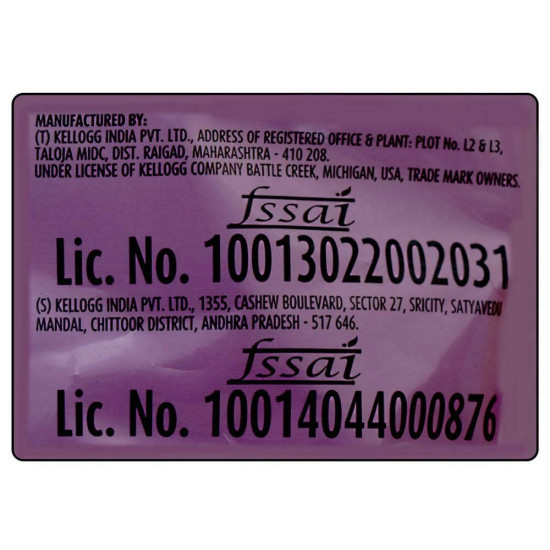 MANUFACTURED BY:
(T) KELLOGG INDIA PVT. LTD., ADDRESS OF REGISTERED OFFICE & PLANT: PLOT No. L2 & L3,
TALOJA MIDC, DIST. RAIGAD, MAHARASHTRA - 410 208.
UNDER LICENSE OF KELLOGG COMPANY BATTLE CREEK, MICHIGAN, USA, TRADE MARK OWNERS.
fssai
Lic. No. 10013022002031
(S) KELLOGG INDIA PVT. LTD., 1355, CASHEW BOULEVARD, SECTOR 27, SRICITY, SATYAVEDU
MANDAL, CHITTOOR DISTRICT, ANDHRA PRADESH - 517 646.
fssai
Lic. No. 10014044000876